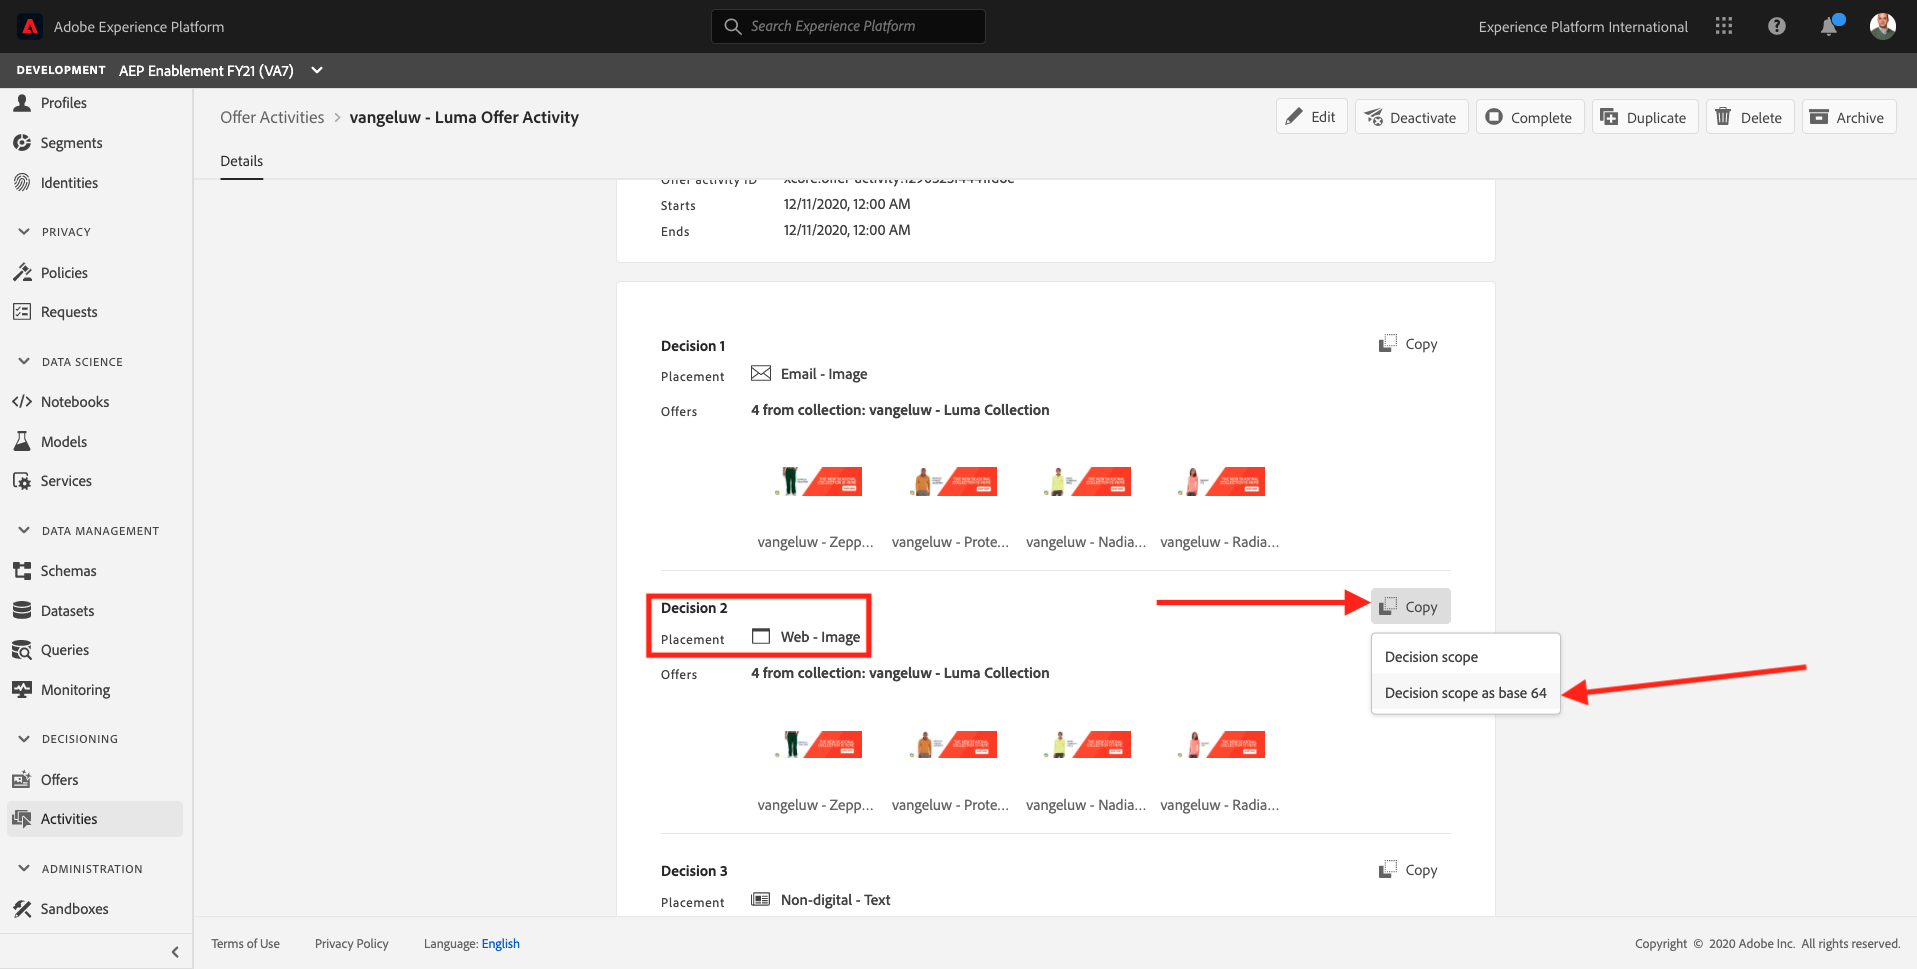 Adobe Experience Platform
Search Experience Platform
Experience Platform International
DEVELOPMENT AEP Enablement FY21 (VA7)
Profiles
Segments
Identities
PRIVACY
Policies
Requests
DATA SCIENCE
Notebooks
Models
Services
DATA MANAGEMENT
Schemas
Datasets
Queries
Monitoring
DECISIONING
Offers
Activities
ADMINISTRATION
Sandboxes
Offer Activities > vangeluw - Luma Offer Activity
Edit
Deactivate
Complete
Duplicate
Delete
Archive
Details
Offer activity ID
Starts 12/11/2020, 12:00 AM
Ends 12/11/2020, 12:00 AM
Decision 1
Copy
Placement Email - Image
Offers 4 from collection: vangeluw - Luma Collection
vangeluw - Zepp... vangeluw - Prote... vangeluw - Nadia... vangeluw - Radia...
Decision 2
Copy
Placement Web - Image
Decision scope
Decision scope as base 64
Offers 4 from collection: vangeluw - Luma Collection
vangeluw - Zepp... vangeluw - Prote... vangeluw - Nadia... vangeluw - Radia...
Decision 3
Copy
Placement Non-digital - Text
Terms of Use Privacy Policy Language: English
Copyright © 2020 Adobe Inc. All rights reserved.